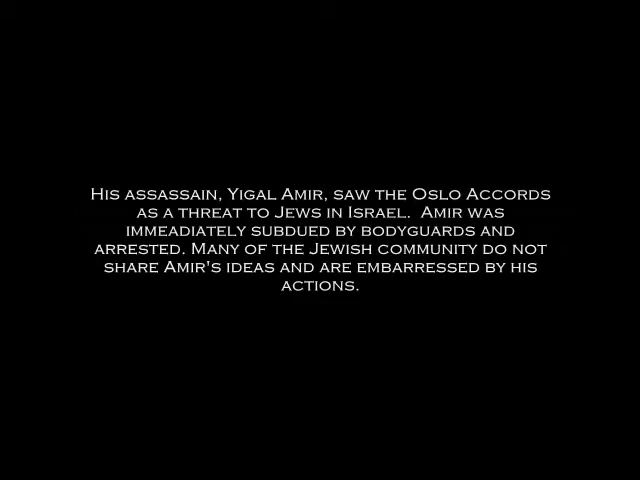 His assassain, Yigal Amir, saw the Oslo Accords
as a threat to Jews in Israel.  Amir was
immeadiately subdued by bodyguards and
arrested. Many of the Jewish community do not
share Amir's ideas and are embarressed by his
actions.